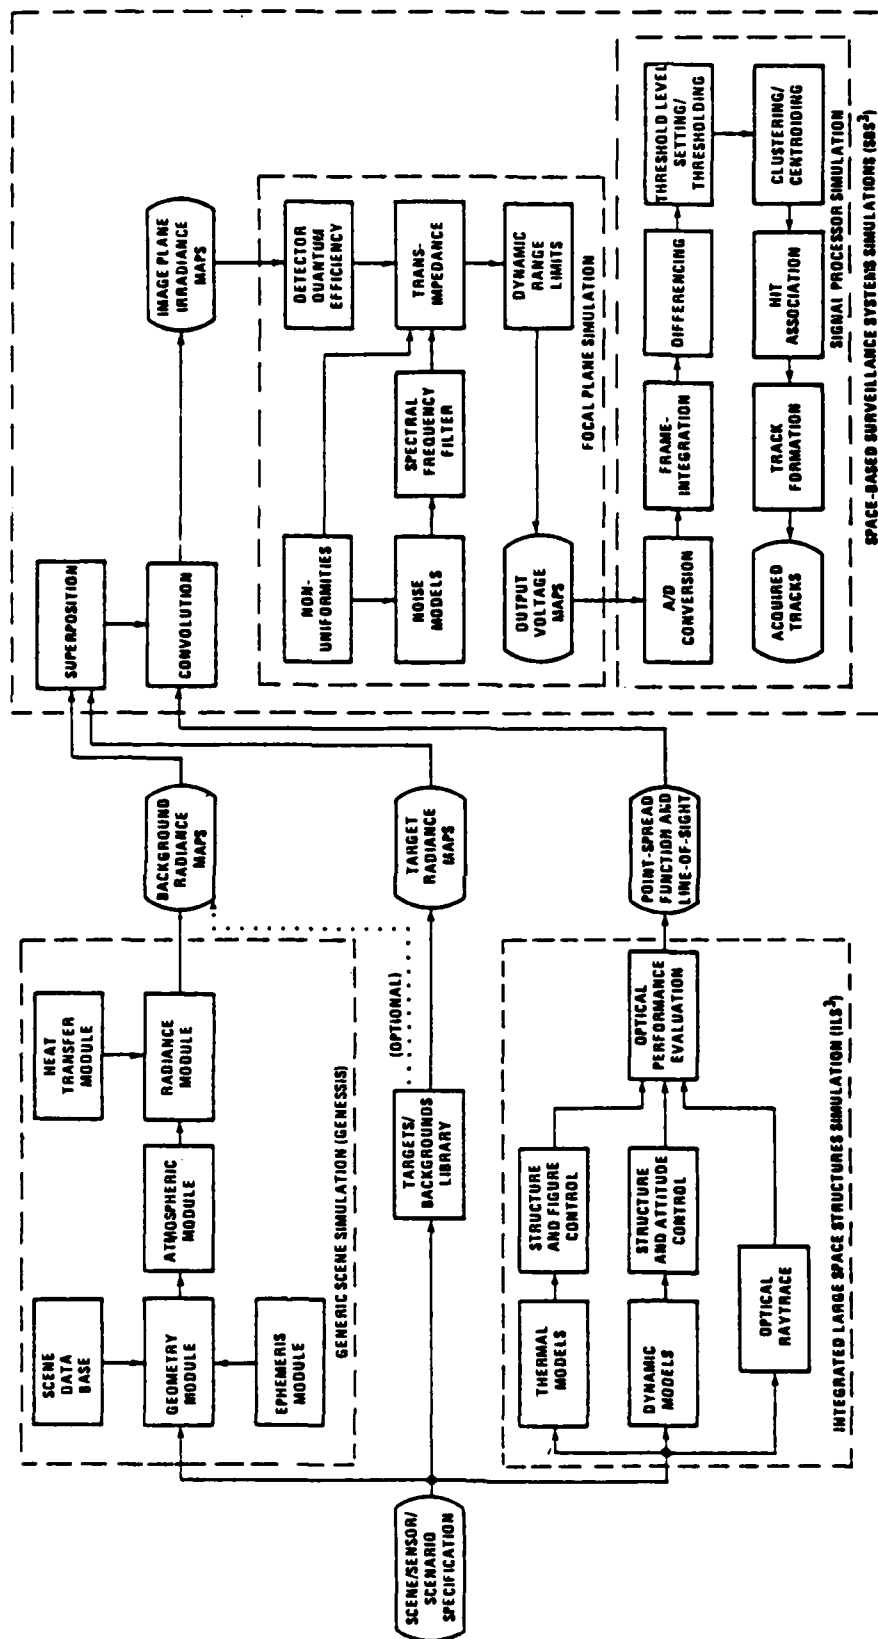 SCENE/SENSOR/
SCENARIO
SPECIFICATION
SCENE
DATA
BASE
GEOMETRY
MODULE
EPHEMERIS
MODULE
ATMOSPHERIC
MODULE
HEAT
TRANSFER
MODULE
RADIANCE
MODULE
GENERIC SCENE SIMULATION (GENESSIS)
BACKGROUND
RADIANCE
MAPS
TARGETS/
BACKGROUNDS
LIBRARY
(OPTIONAL)
TARGET
RADIANCE
MAPS
THERMAL
MODELS
STRUCTURE
AND FIGURE
CONTROL
DYNAMIC
MODELS
STRUCTURE
AND ATTITUDE
CONTROL
OPTICAL
RAYTRACE
OPTICAL
PERFORMANCE
EVALUATION
INTEGRATED LARGE SPACE STRUCTURES SIMULATION (ILS³)
POINT-SPREAD
FUNCTION AND
LINE-OF-SIGHT
SUPERPOSITION
CONVOLUTION
IMAGE PLANE
IRRADIANCE
MAPS
NON-
UNIFORMITIES
DETECTOR
QUANTUM
EFFICIENCY
NOISE
MODELS
SPECTRAL
FREQUENCY
FILTER
TRANS-
IMPEDANCE
OUTPUT
VOLTAGE
MAPS
DYNAMIC
RANGE
LIMITS
FOCAL PLANE SIMULATION
A/D
CONVERSION
FRAME-
INTEGRATION
DIFFERENCING
THRESHOLD LEVEL
SETTING/
THRESHOLDING
ACQUIRED
TRACKS
TRACK
FORMATION
HIT
ASSOCIATION
CLUSTERING/
CENTROIDING
SIGNAL PROCESSOR SIMULATION
SPACE-BASED SURVEILLANCE SYSTEMS SIMULATIONS (SBS³)